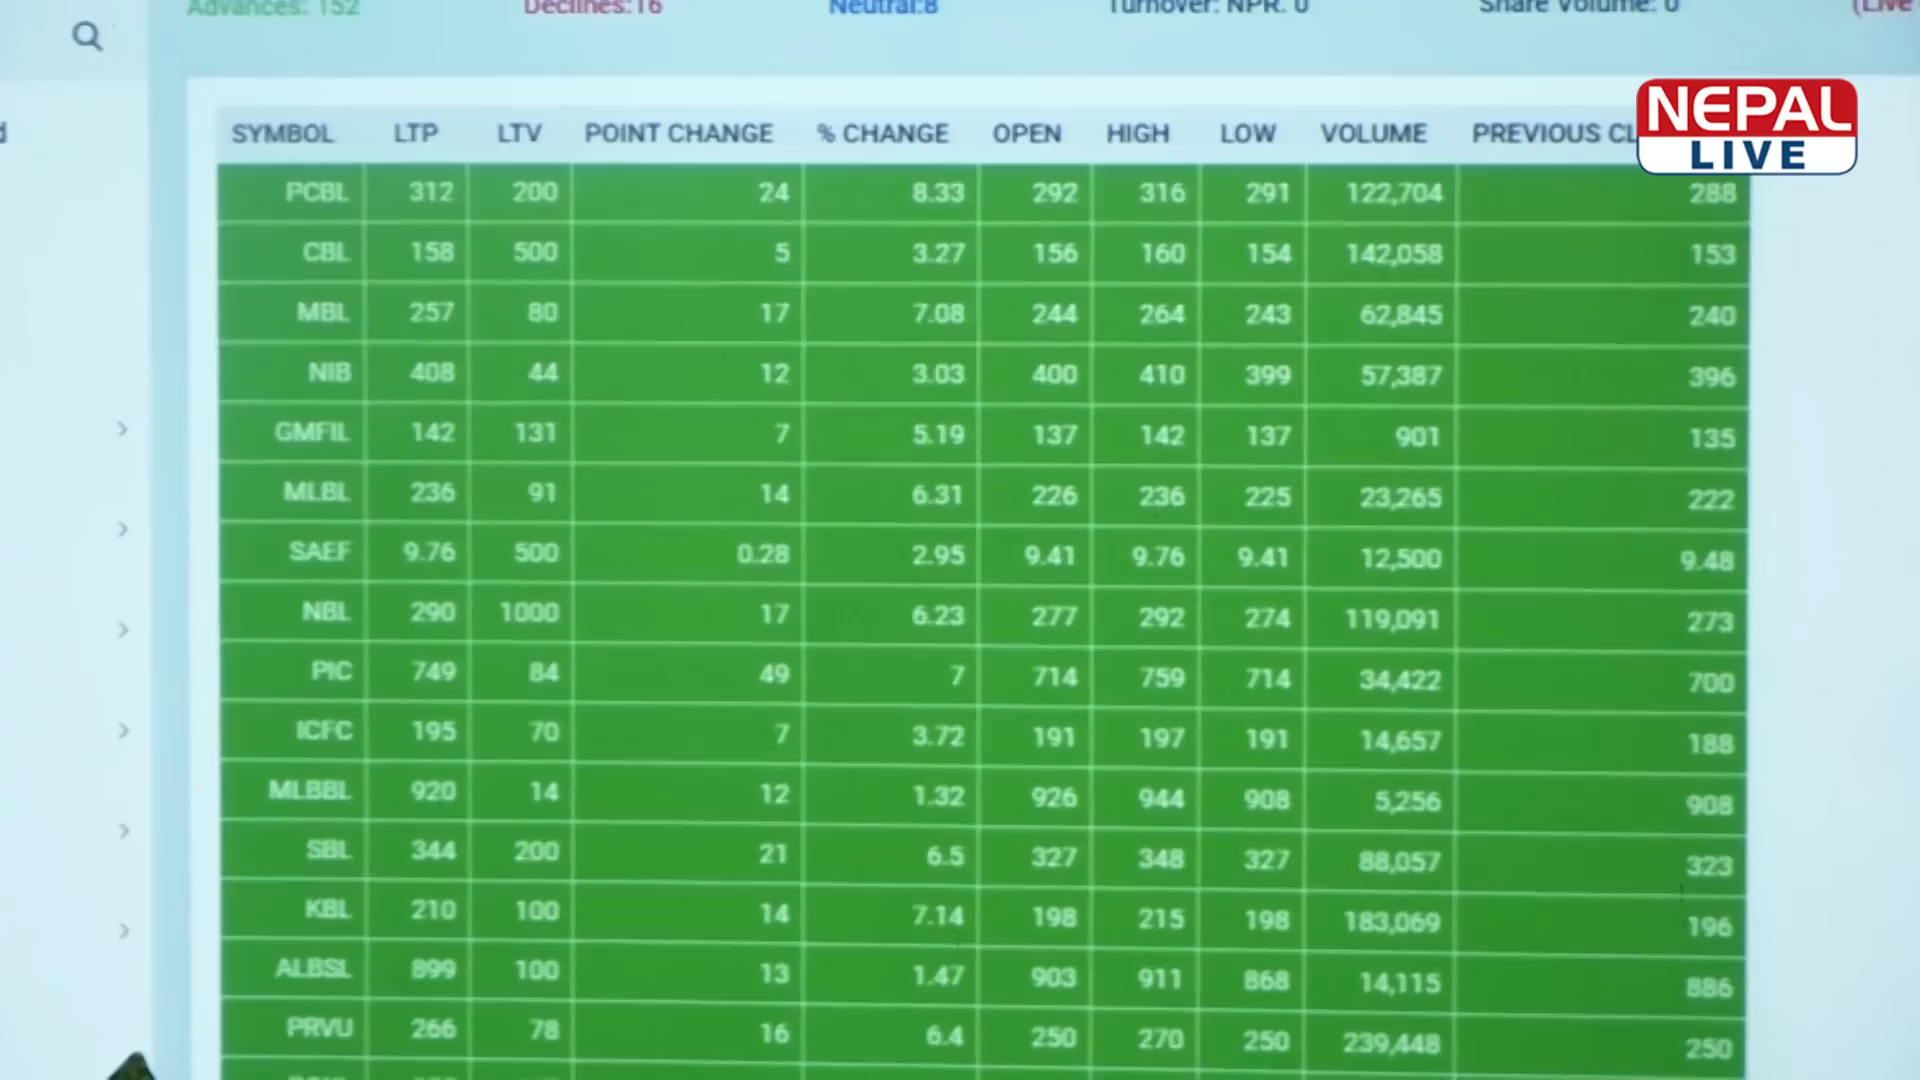 Advances: 152 Declines:16 Neutral:8 Turnover: NPR. 0 Share Volume: 0 (Live
NEPAL
LIVE
SYMBOL LTP LTV POINT CHANGE % CHANGE OPEN HIGH LOW VOLUME PREVIOUS CL
PCBL 312 200 24 8.33 292 316 291 122,704 288
CBL 158 500 5 3.27 156 160 154 142,058 153
MBL 257 80 17 7.08 244 264 243 62,845 240
NIB 408 44 12 3.03 400 410 399 57,387 396
GMFIL 142 131 7 5.19 137 142 137 901 135
MLBL 236 91 14 6.31 226 236 225 23,265 222
SAEF 9.76 500 0.28 2.95 9.41 9.76 9.41 12,500 9.48
NBL 290 1000 17 6.23 277 292 274 119,091 273
PIC 749 84 49 7 714 759 714 34,422 700
ICFC 195 70 7 3.72 191 197 191 14,657 188
MLBBL 920 14 12 1.32 926 944 908 5,256 908
SBL 344 200 21 6.5 327 348 327 88,057 323
KBL 210 100 14 7.14 198 215 198 183,069 196
ALBSL 899 100 13 1.47 903 911 868 14,115 886
PRVU 266 78 16 6.4 250 270 250 239,448 250